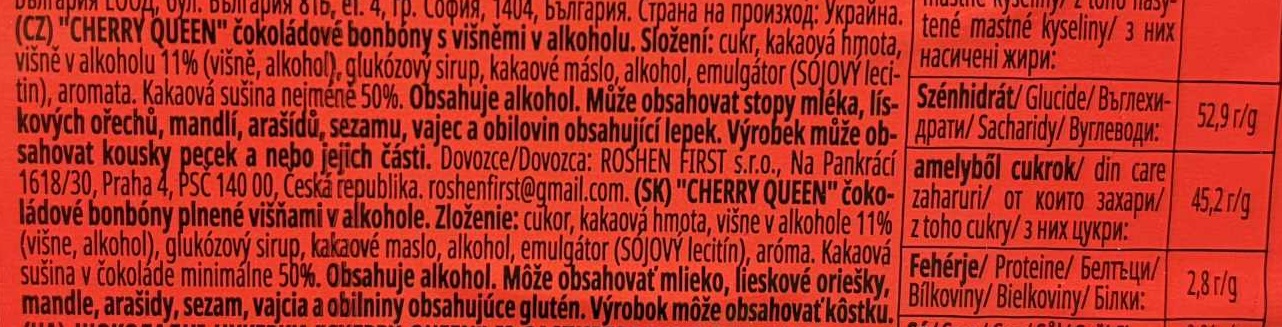 България 1606, бул. България 81Б, ет. 4, гр. София, 1404, България. Страна на произход: Украйна.
(CZ) "CHERRY QUEEN" čokoládové bonbóny s višněmi v alkoholu. Složení: cukr, kakaová hmota,
višně v alkoholu 11% (višně, alkohol), glukózový sirup, kakaové máslo, alkohol, emulgátor (SÓJOVÝ leci-
tin), aromata. Kakaová sušina nejméně 50%. Obsahuje alkohol. Může obsahovat stopy mléka, lís-
kových ořechů, mandlí, arašídů, sezamu, vajec a obilovin obsahující lepek. Výrobek může ob-
sahovat kousky pecek a nebo jejich části. Dovozce/Dovozca: ROSHEN FIRST s.r.o., Na Pankráci
1618/30, Praha 4, PSČ 140 00, Česká republika. roshenfirst@gmail.com. (SK) "CHERRY QUEEN" čoko-
ládové bonbóny plnené višňami v alkohole. Zloženie: cukor, kakaová hmota, višne v alkohole 11%
(višne, alkohol), glukózový sirup, kakaové maslo, alkohol, emulgátor (SÓJOVÝ lecitín), aróma. Kakaová
sušina v čokoláde minimálne 50%. Obsahuje alkohol. Môže obsahovať mlieko, lieskové oriešky,
mandle, arašidy, sezam, vajcia a obilniny obsahujúce glutén. Výrobok môže obsahovať kôstku.
tené mastné kyseliny/ з них
насичені жири:
Szénhidrát/ Glucide/ Въглехи-
драти/ Sacharidy/ Вуглеводи: 52,9 г/g
amelyből cukrok/ din care
zaharuri/ от които захари/ 45,2 г/g
z toho cukry/ з них цукри:
Fehérje/ Proteine/ Белтъци/
Bílkoviny/ Bielkoviny/ Білки: 2,8 г/g